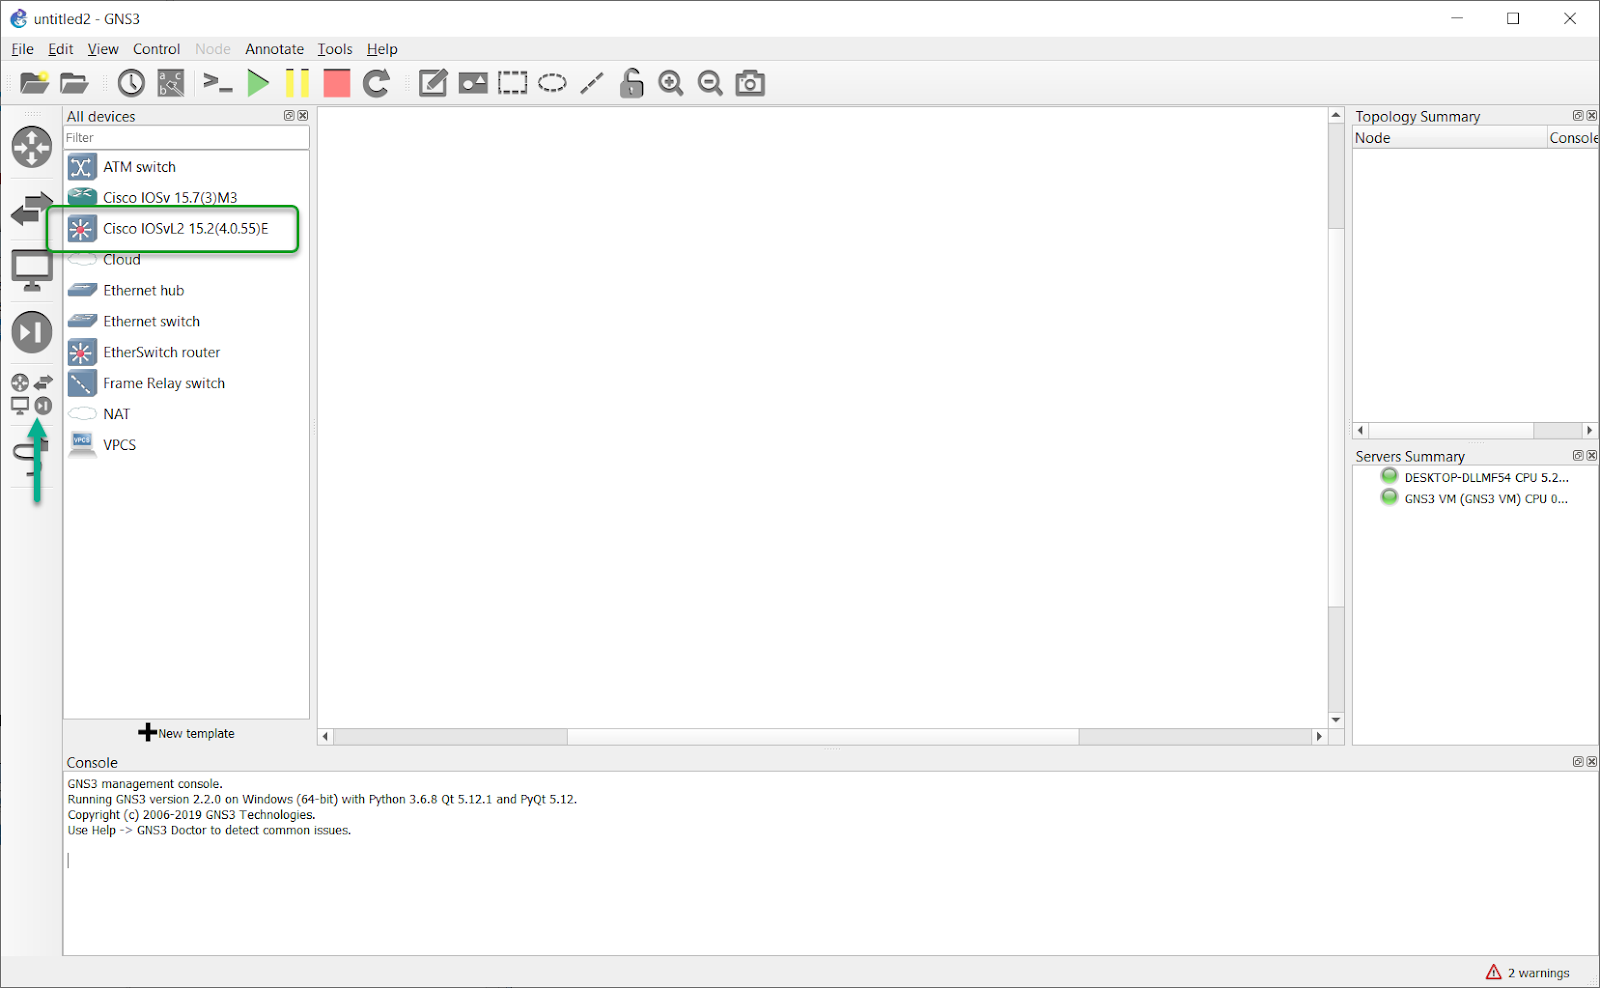 untitled2 - GNS3
File Edit View Control Node Annotate Tools Help
All devices
Filter
ATM switch
Cisco IOSv 15.7(3)M3
Cisco IOSvL2 15.2(4.0.55)E
Cloud
Ethernet hub
Ethernet switch
EtherSwitch router
Frame Relay switch
NAT
VPCS
New template
Topology Summary
Node Console
Servers Summary
DESKTOP-DLLMF54 CPU 5.2...
GNS3 VM (GNS3 VM) CPU 0...
Console
GNS3 management console.
Running GNS3 version 2.2.0 on Windows (64-bit) with Python 3.6.8 Qt 5.12.1 and PyQt 5.12.
Copyright (c) 2006-2019 GNS3 Technologies.
Use Help -> GNS3 Doctor to detect common issues.
2 warnings